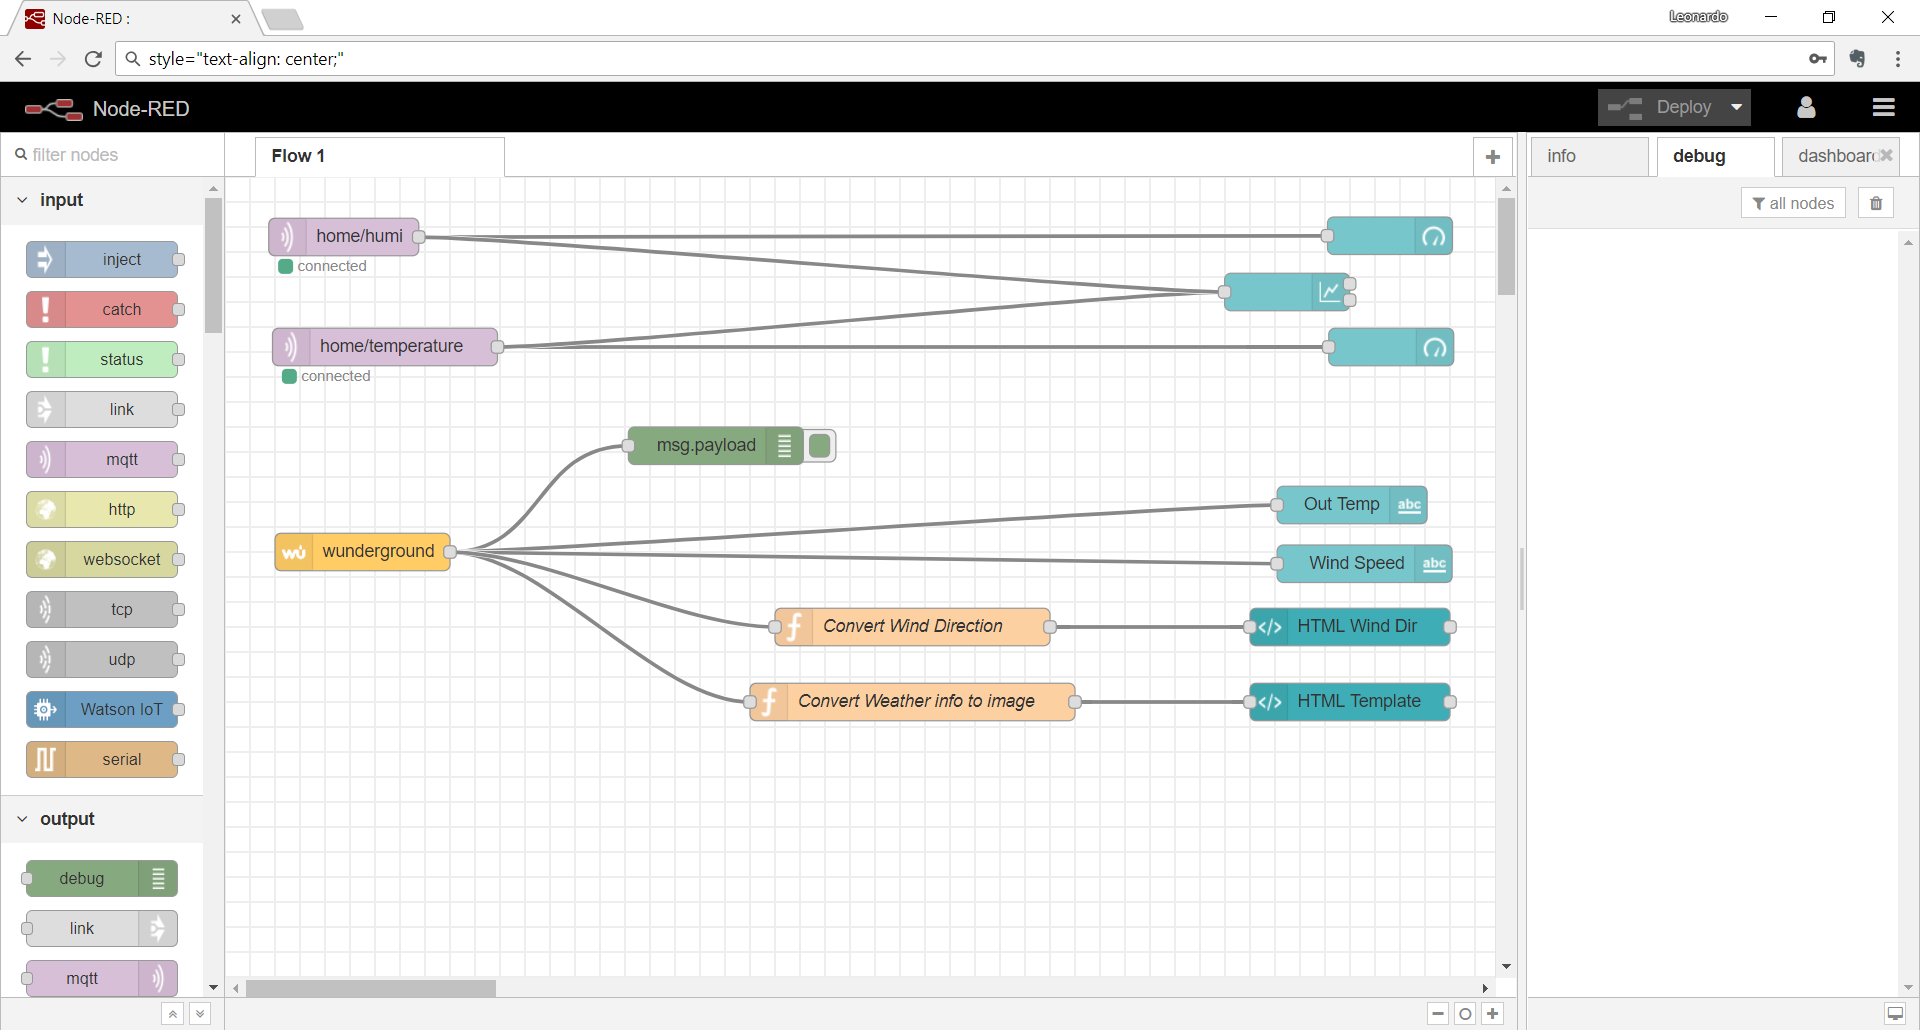 Node-RED :
Leonardo
style="text-align: center;"
Node-RED
Deploy
filter nodes
Flow 1
info
debug
dashboard
all nodes
input
inject
catch
status
link
mqtt
http
websocket
tcp
udp
Watson IoT
serial
output
debug
link
mqtt
home/humi
connected
home/temperature
connected
msg.payload
Out Temp
abc
wu
wunderground
Wind Speed
abc
Convert Wind Direction
HTML Wind Dir
Convert Weather info to image
HTML Template